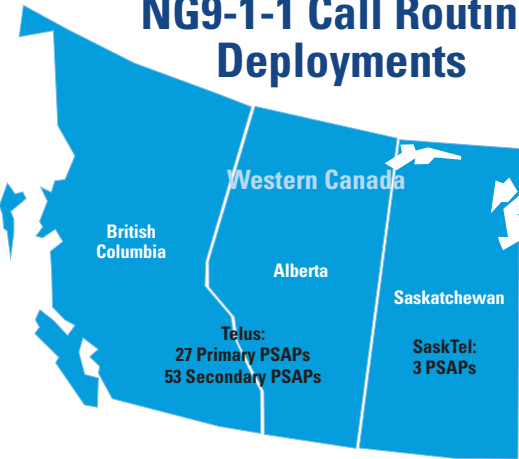 NG9-1-1 Call Routin
Deployments
Western Canada
British
Columbia
Alberta
Saskatchewan
Telus:
27 Primary PSAPs
53 Secondary PSAPs
SaskTel:
3 PSAPs